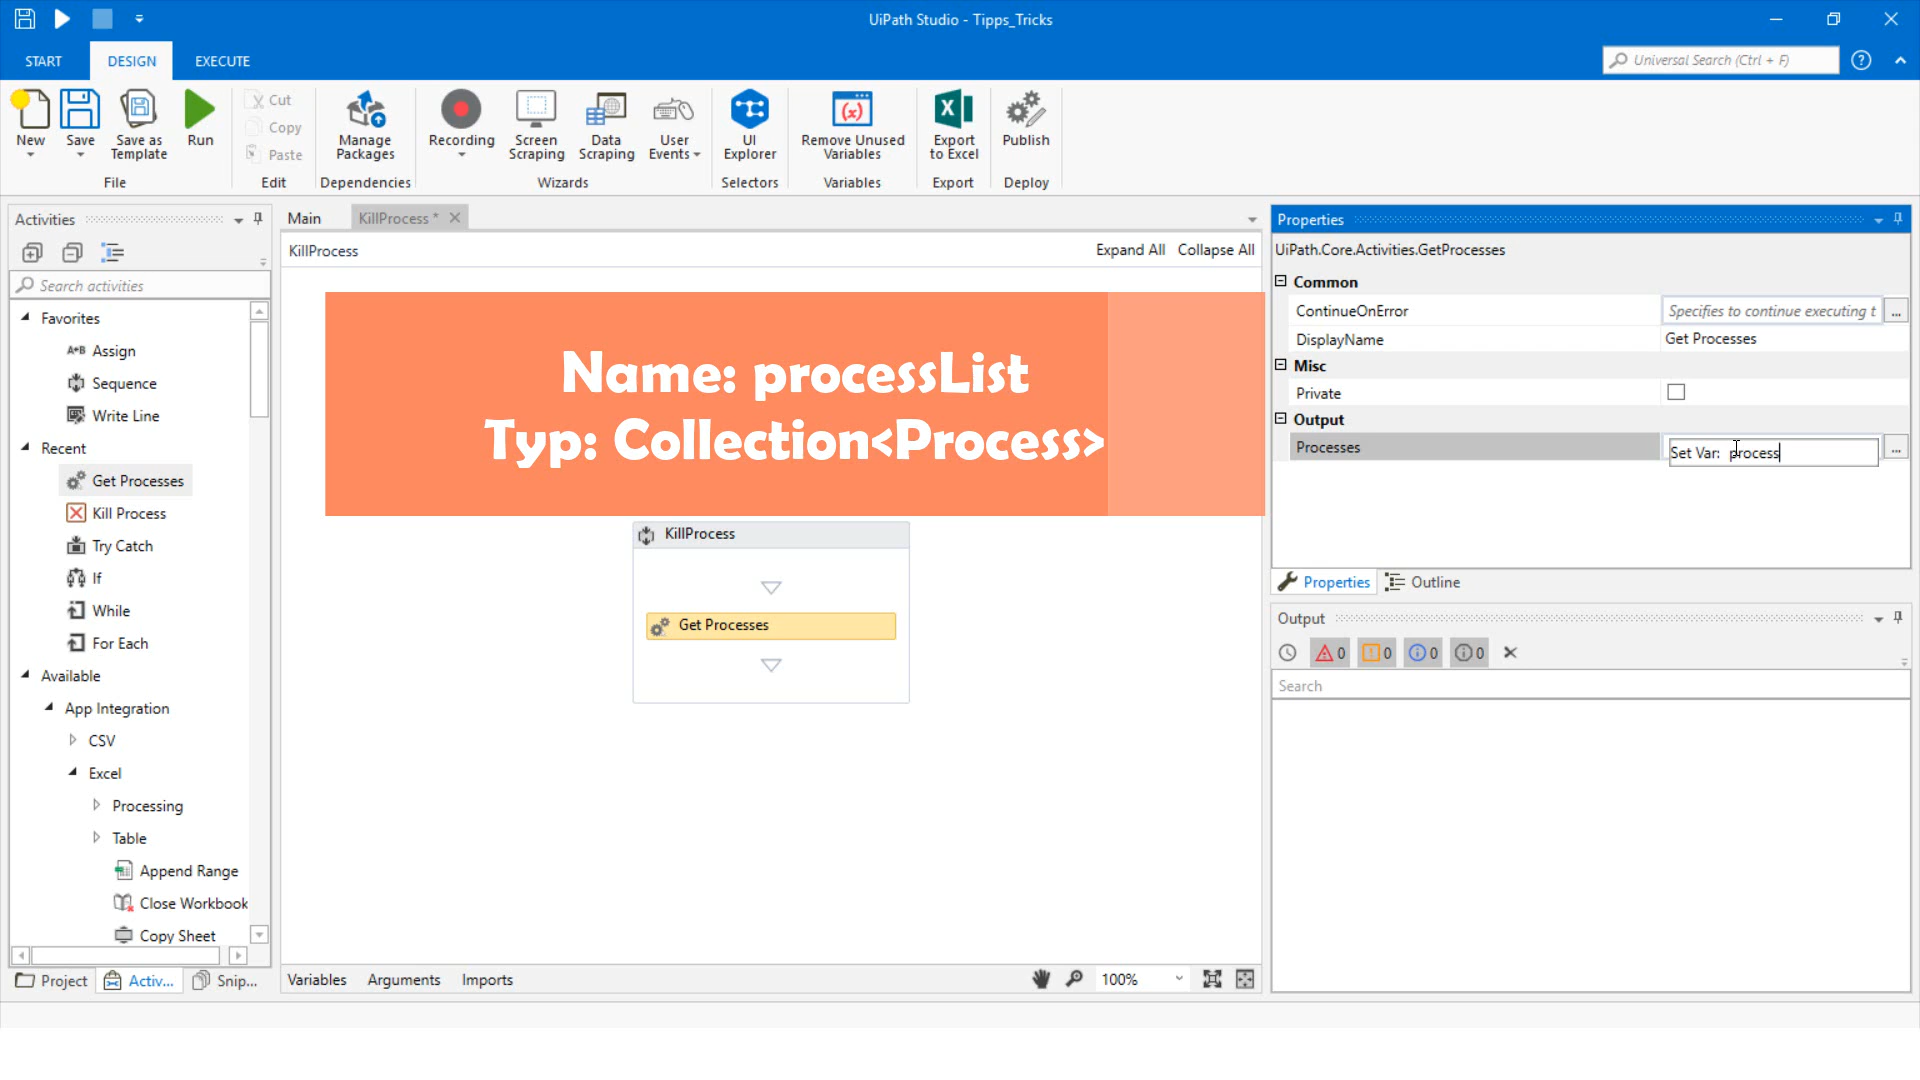 UiPath Studio - Tipps_Tricks
START
DESIGN
EXECUTE
Universal Search (Ctrl + F)
New
Save
Save as
Template
Run
Cut
Copy
Paste
Manage
Packages
Recording
Screen
Scraping
Data
Scraping
User
Events
UI
Explorer
Remove Unused
Variables
Export
to Excel
Publish
File
Edit
Dependencies
Wizards
Selectors
Variables
Export
Deploy
Activities
Search activities
Favorites
Assign
Sequence
Write Line
Recent
Get Processes
Kill Process
Try Catch
If
While
For Each
Available
App Integration
CSV
Excel
Processing
Table
Append Range
Close Workbook
Copy Sheet
Project
Activ...
Snip...
Main
KillProcess *
KillProcess
Expand All
Collapse All
Name: processList
Typ: Collection<Process>
KillProcess
Get Processes
Variables
Arguments
Imports
100%
Properties
UiPath.Core.Activities.GetProcesses
Common
ContinueOnError
Specifies to continue executing t
...
DisplayName
Get Processes
Misc
Private
Output
Processes
Set Var: process
...
Properties
Outline
Output
0
0
0
0
Search